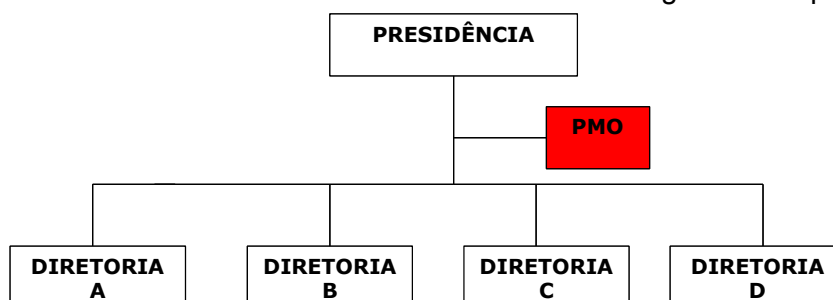 PRESIDÊNCIA
PMO
DIRETORIA
A
DIRETORIA
B
DIRETORIA
C
DIRETORIA
D